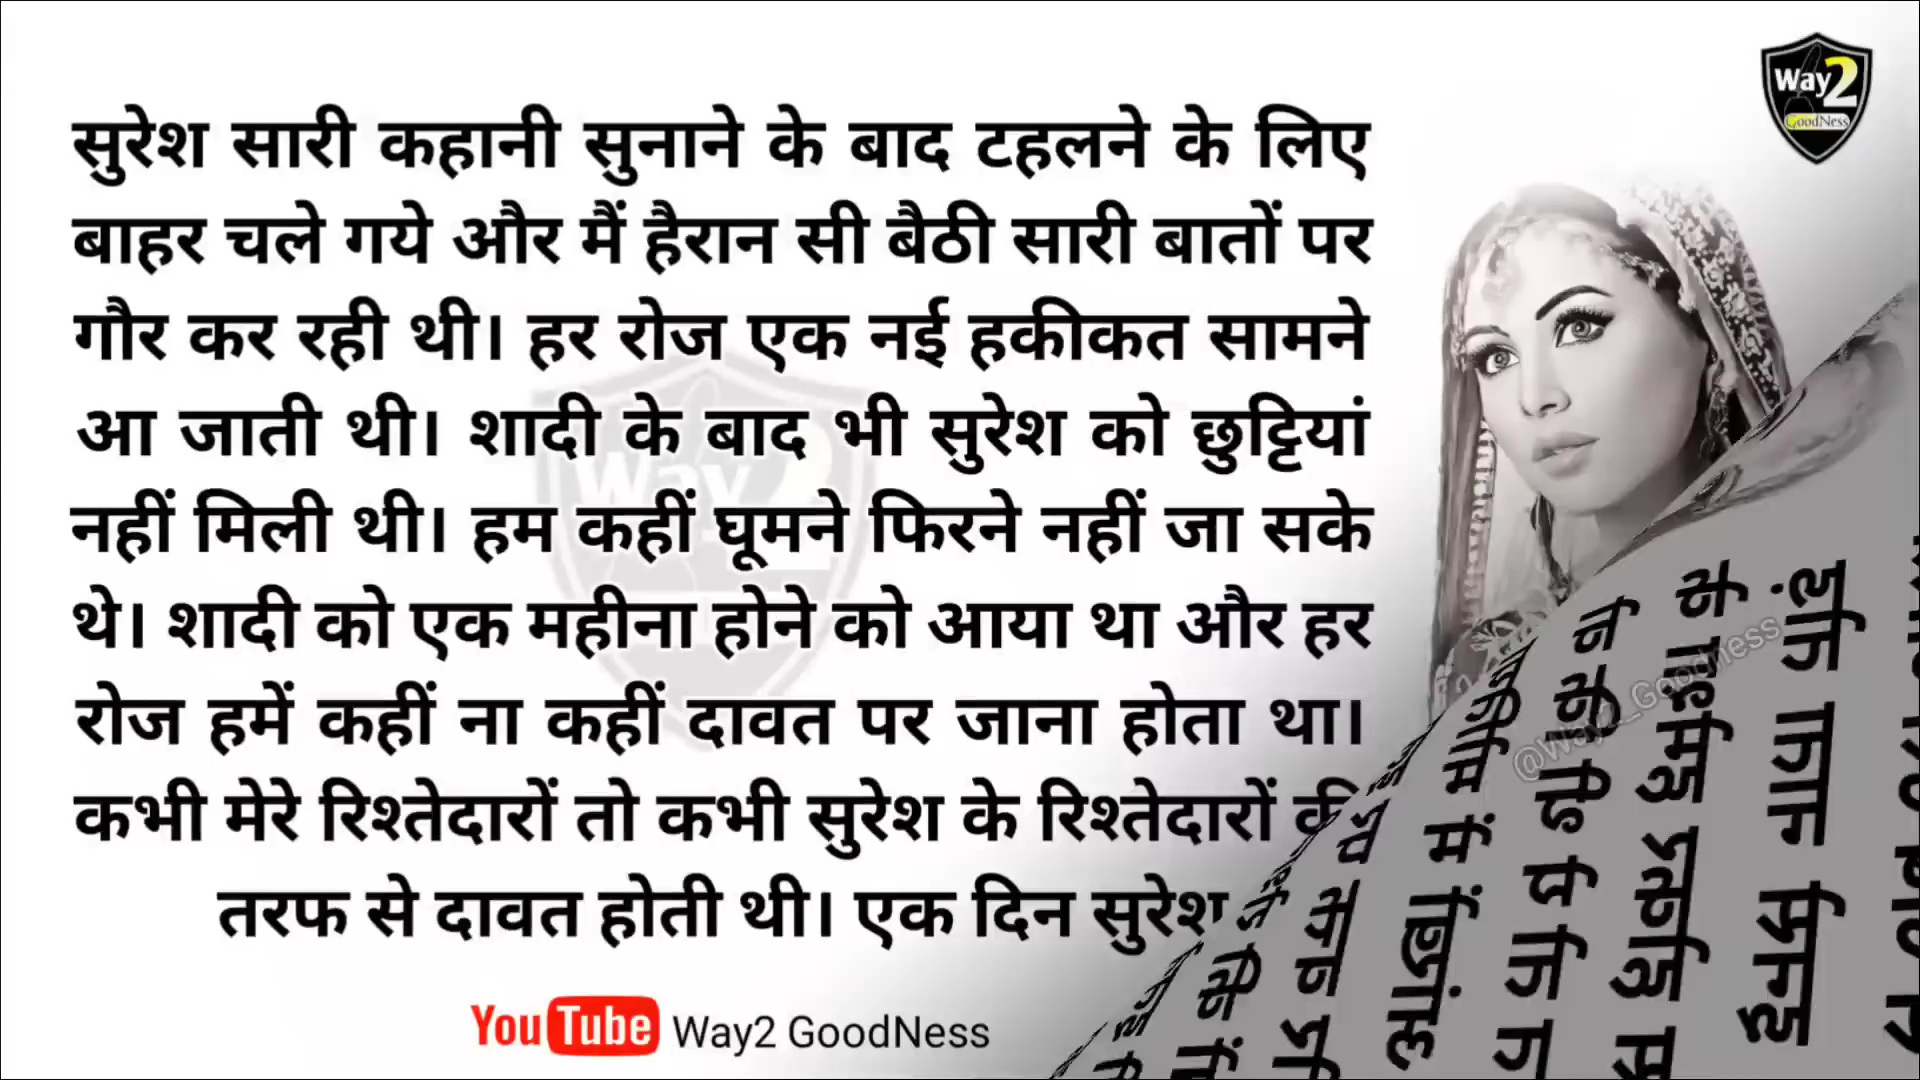 Way2
GoodNess
सुरेश सारी कहानी सुनाने के बाद टहलने के लिए
बाहर चले गये और मैं हैरान सी बैठी सारी बातों पर
गौर कर रही थी। हर रोज एक नई हकीकत सामने
आ जाती थी। शादी के बाद भी सुरेश को छुट्टियां
नहीं मिली थी। हम कहीं घूमने फिरने नहीं जा सके
थे। शादी को एक महीना होने को आया था और हर
रोज हमें कहीं ना कहीं दावत पर जाना होता था।
कभी मेरे रिश्तेदारों तो कभी सुरेश के रिश्तेदारों की
तरफ से दावत होती थी। एक दिन सुरेश
YouTube Way2 GoodNess